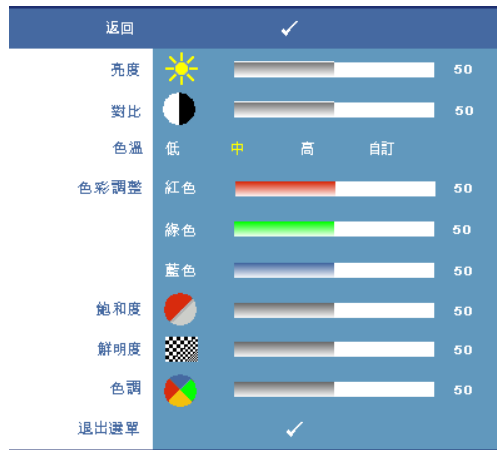 返回
亮度 50
對比 50
色溫 低 中 高 自訂
色彩調整 紅色 50
綠色 50
藍色 50
飽和度 50
鮮明度 50
色調 50
退出選單